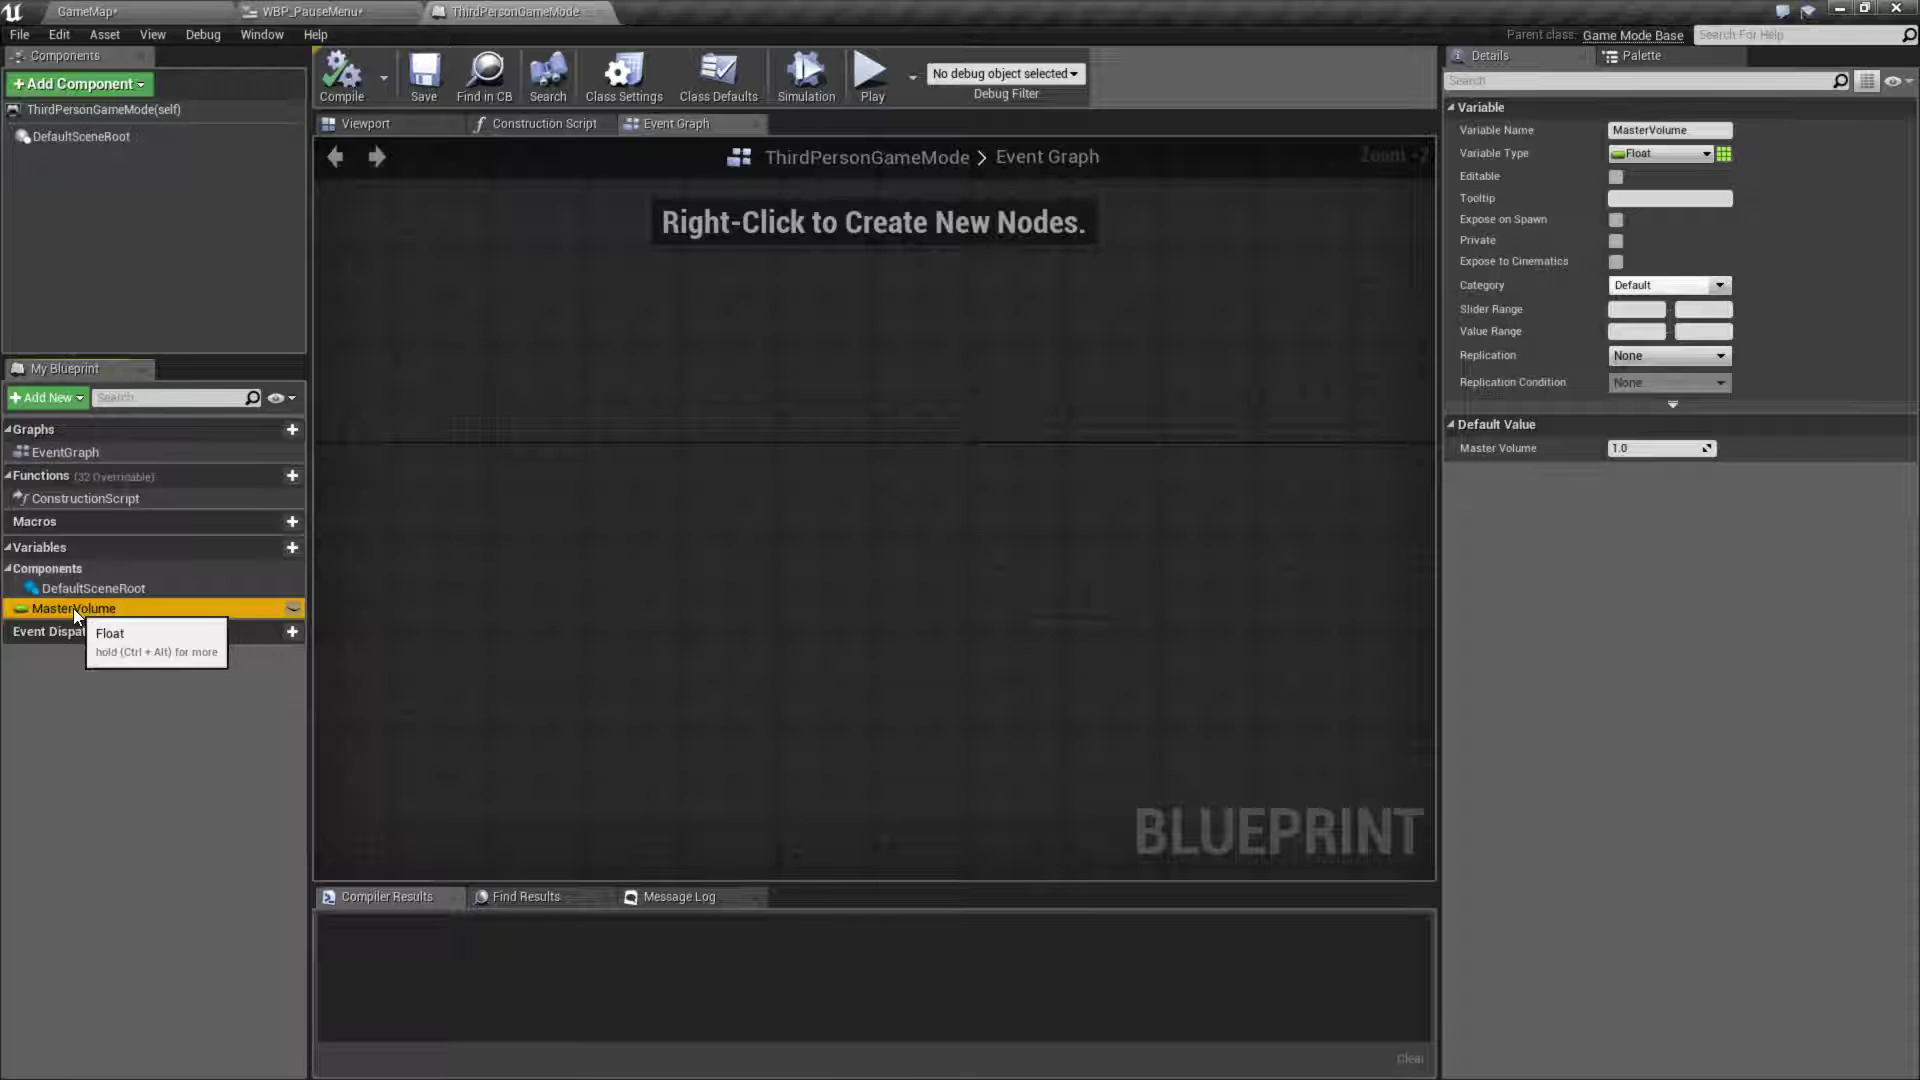 GameMap*
WBP_PauseMenu*
ThirdPersonGameMode
File Edit Asset View Debug Window Help
Parent class: Game Mode Base
Search For Help
Components
+Add Component
ThirdPersonGameMode(self)
DefaultSceneRoot
Compile
Save
Find in CB
Search
Class Settings
Class Defaults
Simulation
Play
No debug object selected
Debug Filter
Viewport
Construction Script
Event Graph
ThirdPersonGameMode > Event Graph
Zoom -2
Right-Click to Create New Nodes.
BLUEPRINT
My Blueprint
+Add New
Search
Graphs
EventGraph
Functions (32 Overridable)
ConstructionScript
Macros
Variables
Components
DefaultSceneRoot
MasterVolume
Event Dispat
Float
hold (Ctrl + Alt) for more
Compiler Results
Find Results
Message Log
Clear
Details
Palette
Search
Variable
Variable Name MasterVolume
Variable Type Float
Editable
Tooltip
Expose on Spawn
Private
Expose to Cinematics
Category Default
Slider Range
Value Range
Replication None
Replication Condition None
Default Value
Master Volume 1.0